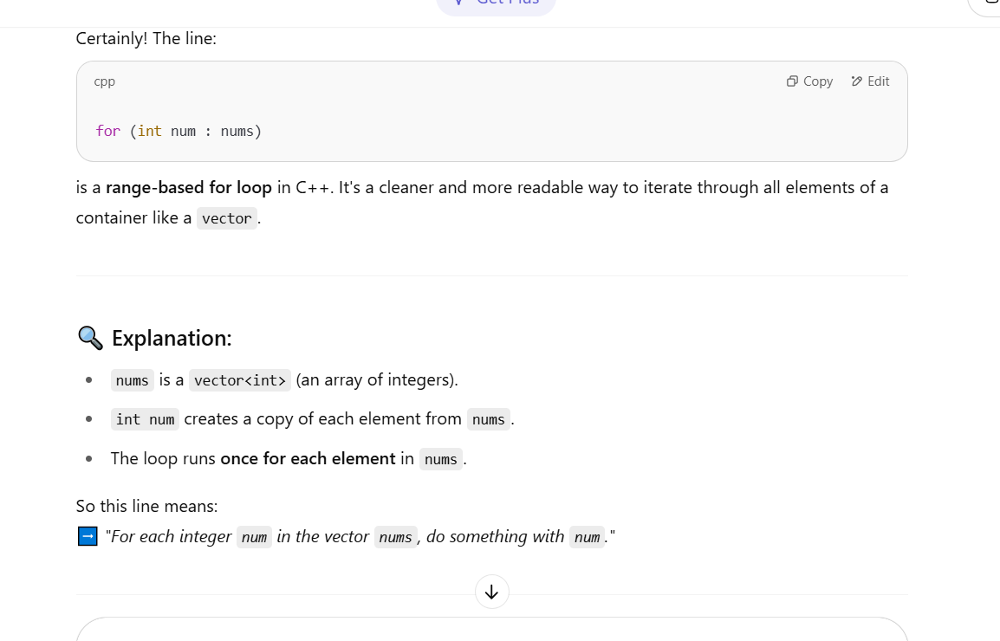 Get Plus
Certainly! The line:
cpp
Copy
Edit
for (int num : nums)
is a range-based for loop in C++. It's a cleaner and more readable way to iterate through all elements of a
container like a vector.
Explanation:
nums is a vector<int> (an array of integers).
int num creates a copy of each element from nums.
The loop runs once for each element in nums.
So this line means:
"For each integer num in the vector nums, do something with num."